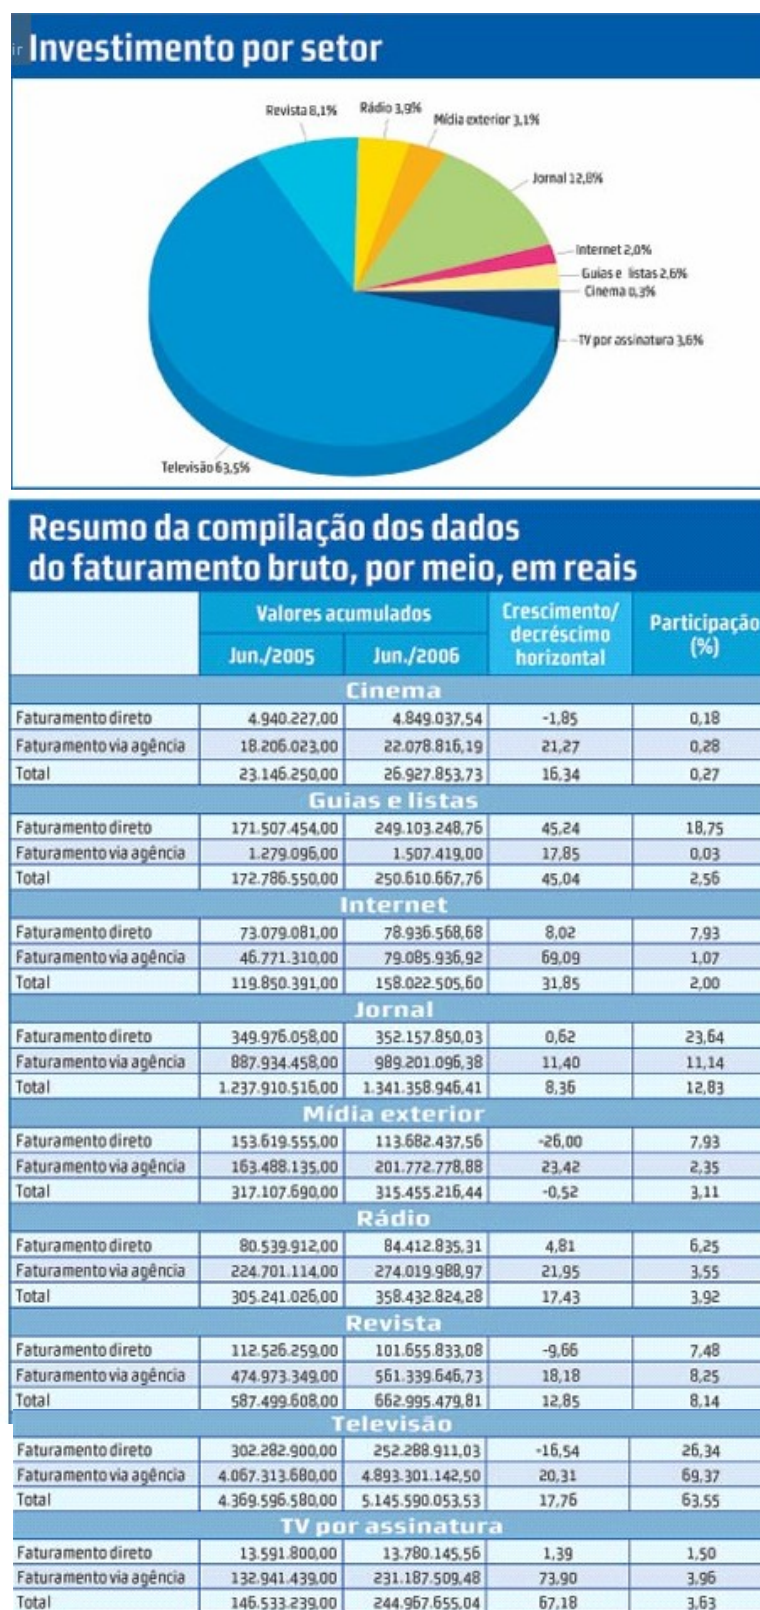 ir
Investimento por setor
Revista 8,1%
Rádio 3,9%
Mídia exterior 3,1%
Jornal 12,8%
Internet 2,0%
Guias e listas 2,6%
Cinema 0,3%
TV por assinatura 3,6%
Televisão 63,5%
Resumo da compilação dos dados
do faturamento bruto, por meio, em reais
Valores acumulados
Jun./2005 Jun./2006
Crescimento/
decréscimo
horizontal
Participação
(%)
Cinema
Faturamento direto 4.940.227,00 4.849.037,54 -1,85 0,18
Faturamento via agência 18.206.023,00 22.078.816,19 21,27 0,28
Total 23.146.250,00 26.927.853,73 16,34 0,27
Guias e listas
Faturamento direto 171.507.454,00 249.103.248,76 45,24 18,75
Faturamento via agência 1.279.096,00 1.507.419,00 17,85 0,03
Total 172.786.550,00 250.610.667,76 45,04 2,56
Internet
Faturamento direto 73.079.081,00 78.936.568,68 8,02 7,93
Faturamento via agência 46.771.310,00 79.085.936,92 69,09 1,07
Total 119.850.391,00 158.022.505,60 31,85 2,00
Jornal
Faturamento direto 349.976.058,00 352.157.850,03 0,62 23,64
Faturamento via agência 887.934.458,00 989.201.096,38 11,40 11,14
Total 1.237.910.516,00 1.341.358.946,41 8,36 12,83
Mídia exterior
Faturamento direto 153.619.555,00 113.682.437,56 -26,00 7,93
Faturamento via agência 163.488.135,00 201.772.778,88 23,42 2,35
Total 317.107.690,00 315.455.216,44 -0,52 3,11
Rádio
Faturamento direto 80.539.912,00 84.412.835,31 4,81 6,25
Faturamento via agência 224.701.114,00 274.019.988,97 21,95 3,55
Total 305.241.026,00 358.432.824,28 17,43 3,92
Revista
Faturamento direto 112.526.259,00 101.655.833,08 -9,66 7,48
Faturamento via agência 474.973.349,00 561.339.646,73 18,18 8,25
Total 587.499.608,00 662.995.479,81 12,85 8,14
Televisão
Faturamento direto 302.282.900,00 252.288.911,03 -16,54 26,34
Faturamento via agência 4.067.313.680,00 4.893.301.142,50 20,31 69,37
Total 4.369.596.580,00 5.145.590.053,53 17,76 63,55
TV por assinatura
Faturamento direto 13.591.800,00 13.780.145,56 1,39 1,50
Faturamento via agência 132.941.439,00 231.187.509,48 73,90 3,96
Total 146.533.239,00 244.967.655,04 67,18 3,63